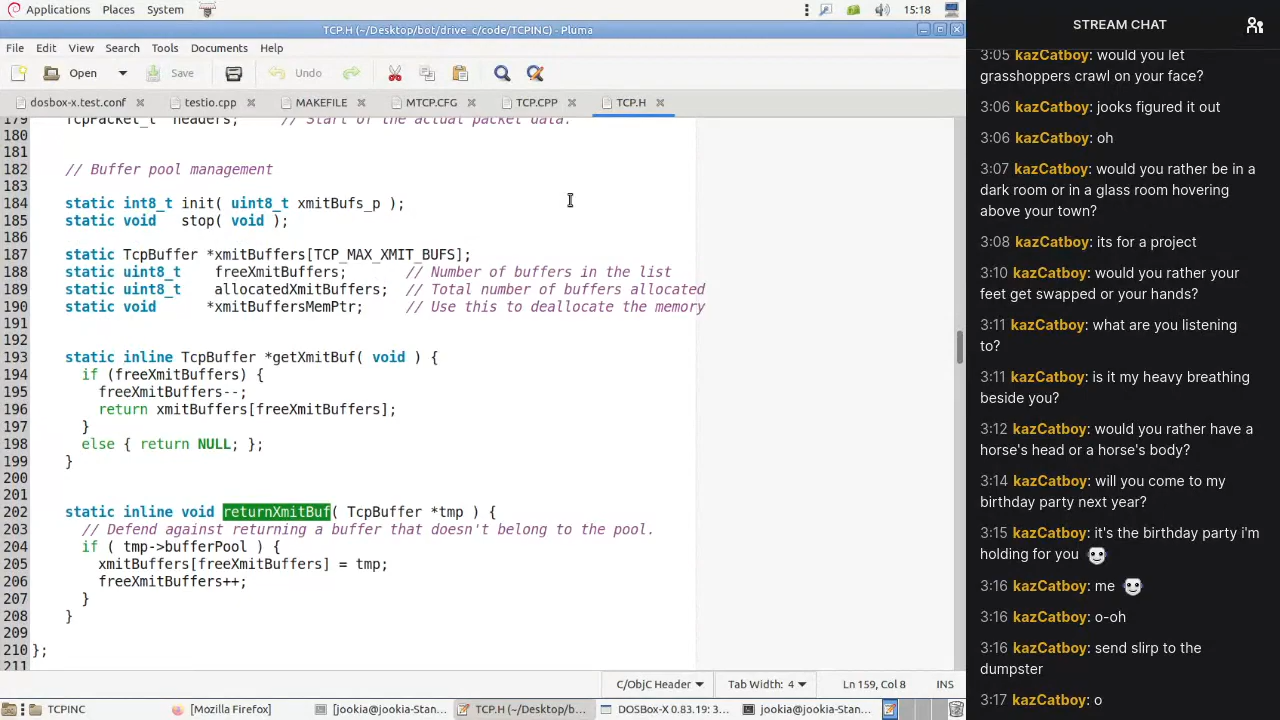 Applications Places System 15:18
TCP.H (~/Desktop/bot/drive_c/code/TCPINC) - Pluma
File Edit View Search Tools Documents Help
Open Save Undo
dosbox-x.test.conf testio.cpp MAKEFILE MTCP.CFG TCP.CPP TCP.H
179 TcpPacket_t headers; // Start of the actual packet data.
180
181
182 // Buffer pool management
183
184 static int8_t init( uint8_t xmitBufs_p );
185 static void stop( void );
186
187 static TcpBuffer *xmitBuffers[TCP_MAX_XMIT_BUFS];
188 static uint8_t freeXmitBuffers; // Number of buffers in the list
189 static uint8_t allocatedXmitBuffers; // Total number of buffers allocated
190 static void *xmitBuffersMemPtr; // Use this to deallocate the memory
191
192
193 static inline TcpBuffer *getXmitBuf( void ) {
194 if (freeXmitBuffers) {
195 freeXmitBuffers--;
196 return xmitBuffers[freeXmitBuffers];
197 }
198 else { return NULL; };
199 }
200
201
202 static inline void returnXmitBuf( TcpBuffer *tmp ) {
203 // Defend against returning a buffer that doesn't belong to the pool.
204 if ( tmp->bufferPool ) {
205 xmitBuffers[freeXmitBuffers] = tmp;
206 freeXmitBuffers++;
207 }
208 }
209
210 };
211
C/ObjC Header Tab Width: 4 Ln 159, Col 8 INS
TCPINC [Mozilla Firefox] [jookia@jookia-Stan... TCP.H (~/Desktop/b... DOSBox-X 0.83.19: 3... jookia@jookia-Stan...
STREAM CHAT
3:05 kazCatboy: would you let
grasshoppers crawl on your face?
3:06 kazCatboy: jooks figured it out
3:06 kazCatboy: oh
3:07 kazCatboy: would you rather be in a
dark room or in a glass room hovering
above your town?
3:08 kazCatboy: its for a project
3:10 kazCatboy: would you rather your
feet get swapped or your hands?
3:11 kazCatboy: what are you listening
to?
3:11 kazCatboy: is it my heavy breathing
beside you?
3:12 kazCatboy: would you rather have a
horse's head or a horse's body?
3:14 kazCatboy: will you come to my
birthday party next year?
3:15 kazCatboy: it's the birthday party i'm
holding for you
3:16 kazCatboy: me
3:16 kazCatboy: o-oh
3:16 kazCatboy: send slirp to the
dumpster
3:17 kazCatboy: o